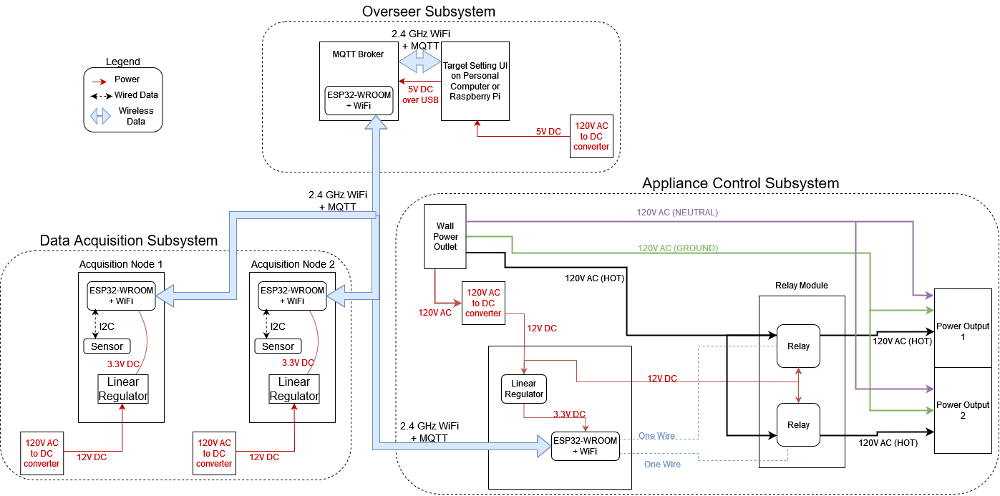 Overseer Subsystem
2.4 GHz WiFi
+ MQTT
MQTT Broker
ESP32-WROOM
+ WiFi
Target Setting UI
on Personal
Computer or
Raspberry Pi
5V DC
over USB
5V DC
120V AC
to DC
converter
Legend
Power
Wired Data
Wireless
Data
2.4 GHz WiFi
+ MQTT
Data Acquisition Subsystem
Acquisition Node 1
ESP32-WROOM
+ WiFi
I2C
Sensor
3.3V DC
Linear
Regulator
120V AC
to DC
converter
12V DC
Acquisition Node 2
ESP32-WROOM
+ WiFi
I2C
Sensor
3.3V DC
Linear
Regulator
120V AC
to DC
converter
12V DC
Appliance Control Subsystem
Wall
Power
Outlet
120V AC (NEUTRAL)
120V AC (GROUND)
120V AC (HOT)
120V AC
120V AC
to DC
converter
12V DC
Linear
Regulator
12V DC
3.3V DC
2.4 GHz WiFi
+ MQTT
ESP32-WROOM
+ WiFi
One Wire
One Wire
Relay Module
Relay
Relay
120V AC (HOT)
120V AC (HOT)
Power Output
1
Power Output
2